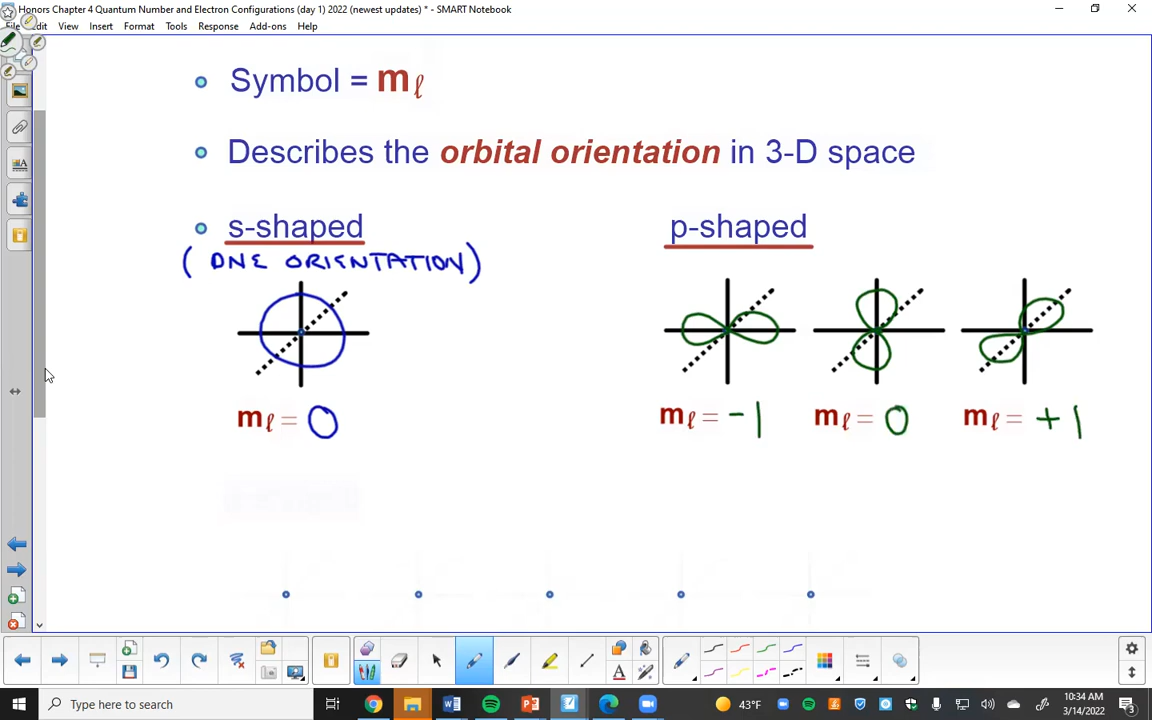 Honors Chapter 4 Quantum Number and Electron Configurations (day 1) 2022 (newest updates) * - SMART Notebook
File Edit View Insert Format Tools Response Add-ons Help
Symbol = mℓ
Describes the orbital orientation in 3-D space
s-shaped p-shaped
( ONE ORIENTATION)
mℓ = 0 mℓ = -1 mℓ = 0 mℓ = +1
Type here to search
43°F
10:34 AM
3/14/2022
3